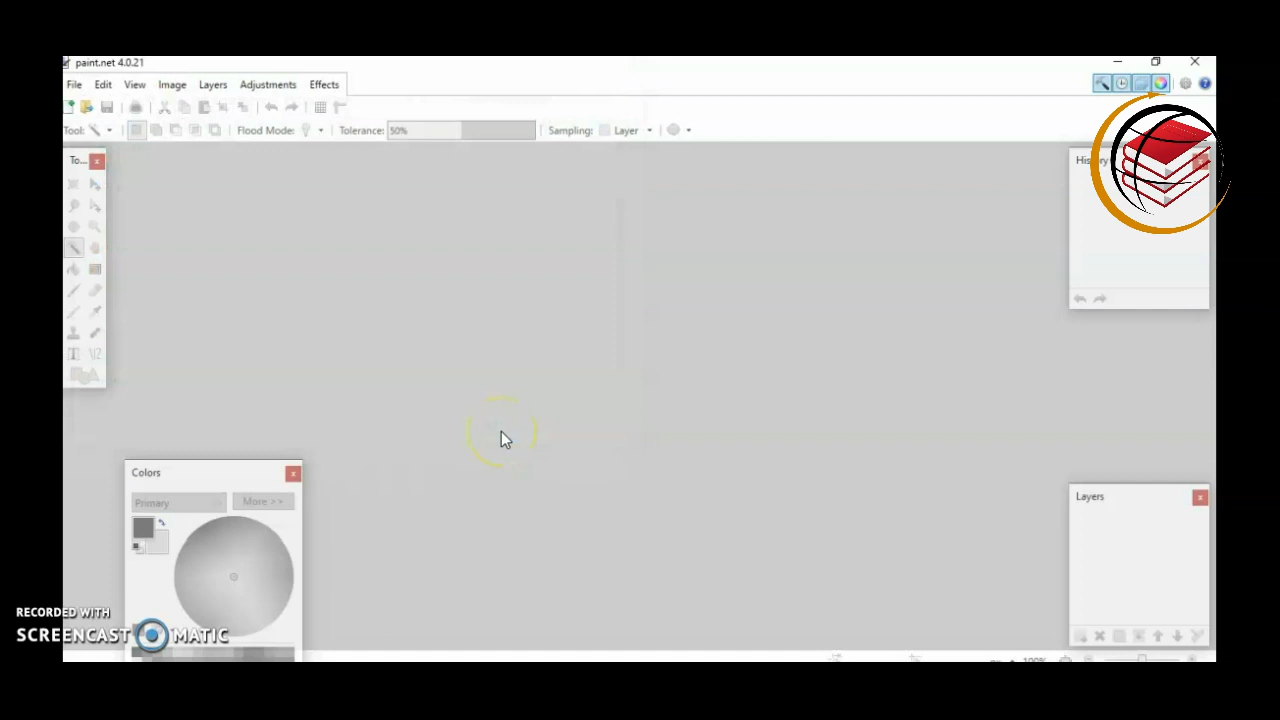 paint.net 4.0.21
File Edit View Image Layers Adjustments Effects
Tool: Flood Mode: Tolerance: 50% Sampling: Layer
To...
History
Colors
Primary More >>
Layers
RECORDED WITH
SCREENCAST MATIC
100%